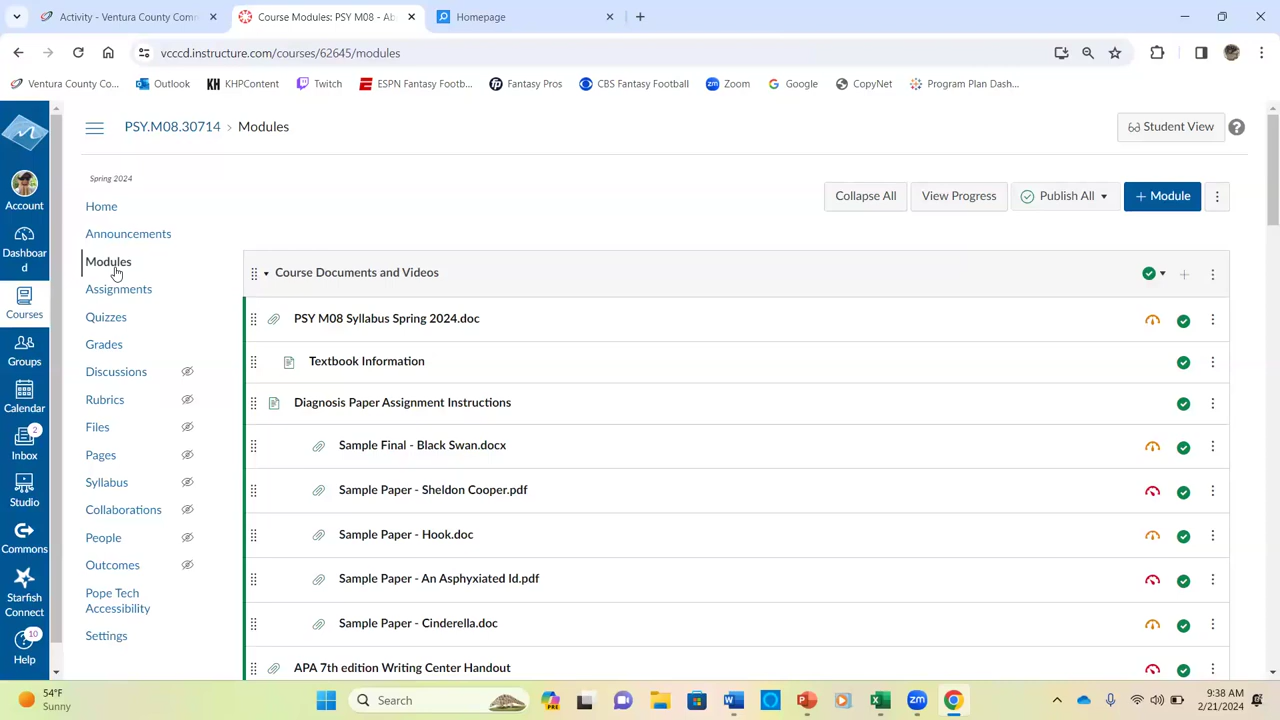 Activity - Ventura County Com
Course Modules: PSY M08 - Ab
Homepage
vcccd.instructure.com/courses/62645/modules
Ventura County Co...
Outlook
KHPContent
Twitch
ESPN Fantasy Footb...
Fantasy Pros
CBS Fantasy Football
Zoom
Google
CopyNet
Program Plan Dash...
PSY.M08.30714 › Modules
Student View
Spring 2024
Account
Dashboar
d
Courses
Groups
Calendar
2
Inbox
Studio
Commons
Starfish
Connect
10
Help
Home
Announcements
Modules
Assignments
Quizzes
Grades
Discussions
Rubrics
Files
Pages
Syllabus
Collaborations
People
Outcomes
Pope Tech
Accessibility
Settings
Collapse All
View Progress
Publish All
+ Module
Course Documents and Videos
PSY M08 Syllabus Spring 2024.doc
Textbook Information
Diagnosis Paper Assignment Instructions
Sample Final - Black Swan.docx
Sample Paper - Sheldon Cooper.pdf
Sample Paper - Hook.doc
Sample Paper - An Asphyxiated Id.pdf
Sample Paper - Cinderella.doc
APA 7th edition Writing Center Handout
54°F
Sunny
Search
9:38 AM
2/21/2024